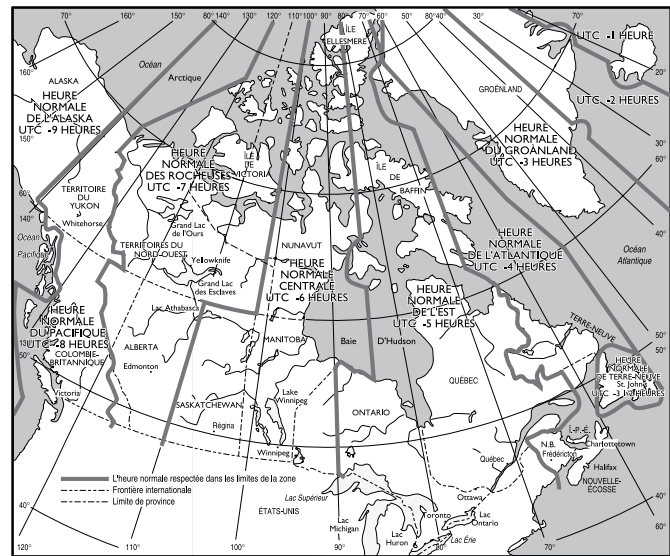 160° 70° 150° 140° 80° 130° 120° 110° 100° 90° 80° 70° 60° 50° 80° 40° 30° 70°
ÎLE
ELLESMERE
UTC -1 HEURE
20°
Océan
Arctique
ALASKA
160°
HEURE
NORMALE
DE L'ALASKA
UTC -9 HEURES
150°
GROENLAND
UTC -2 HEURES
30°
60°
HEURE
NORMALE
DU GROANLAND
UTC -3 HEURES
HEURE
NORMALE
DES ROCHEUSES
UTC -7 HEURES
ÎLE
DE
VICTORIA
ÎLE
DE
BAFFIN
60°
140°
TERRITOIRE
DU
YUKON
Whitehorse
Grand Lac
de l'Ours
40°
Océan
Pacifique
TERRITOIRES DU
NORD-OUEST
Yellowknife
Grand Lac
des Esclaves
NUNAVUT
HEURE
NORMALE
CENTRALE
UTC -6 HEURES
HEURE
NORMALE
DE L'ATLANTIQUE
UTC -4 HEURES
Océan
Atlantique
HEURE
NORMALE
DE L'EST
UTC -5 HEURES
HEURE
NORMALE
DU PACIFIQUE
UTC -8 HEURES
COLOMBIE-
BRITANNIQUE
50°
Lac Athabasca
ALBERTA
Edmonton
MANITOBA
Baie
D'Hudson
TERRE-NEUVE
50°
HEURE
NORMALE
DE TERRE-NEUVE
St. John's
UTC -3 1/2 HEURES
QUÉBEC
Victoria
SASKATCHEWAN
Régina
Lake
Winnipeg
Winnipeg
ONTARIO
Î.-P.É.
Charlottetown
N.B.
Frédéricton
Halifax
NOUVELLE-
ÉCOSSE
Québec
L'heure normale respectée dans les limites de la zone
Frontière internationale
Limite de province
40°
Lac Supérieur
ÉTATS-UNIS
Ottawa
Toronto
Lac
Ontario
Lac
Michigan
Lac
Huron
Lac Érie
60°
40°
120° 110° 100° 90° 80° 70°